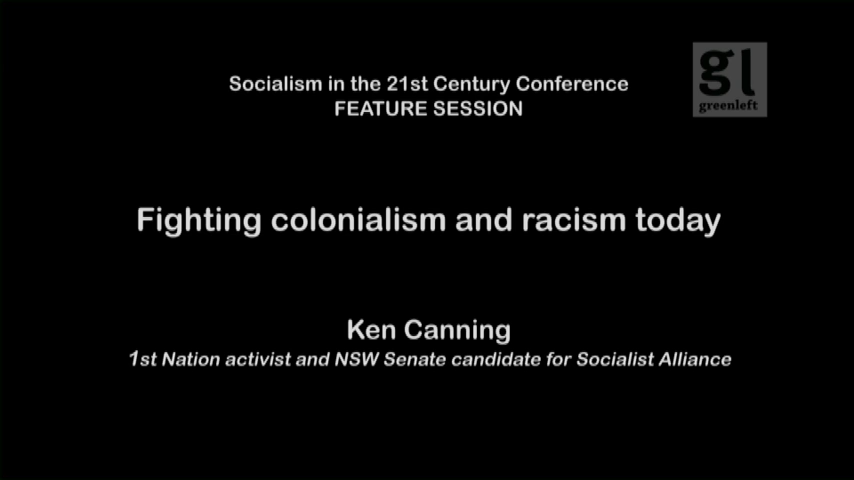 gl
greenleft
Socialism in the 21st Century Conference
FEATURE SESSION
Fighting colonialism and racism today
Ken Canning
1st Nation activist and NSW Senate candidate for Socialist Alliance